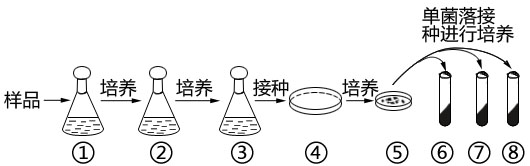 单菌落接
种进行培养
样品 培养 培养 接种 培养
① ② ③ ④ ⑤ ⑥ ⑦ ⑧